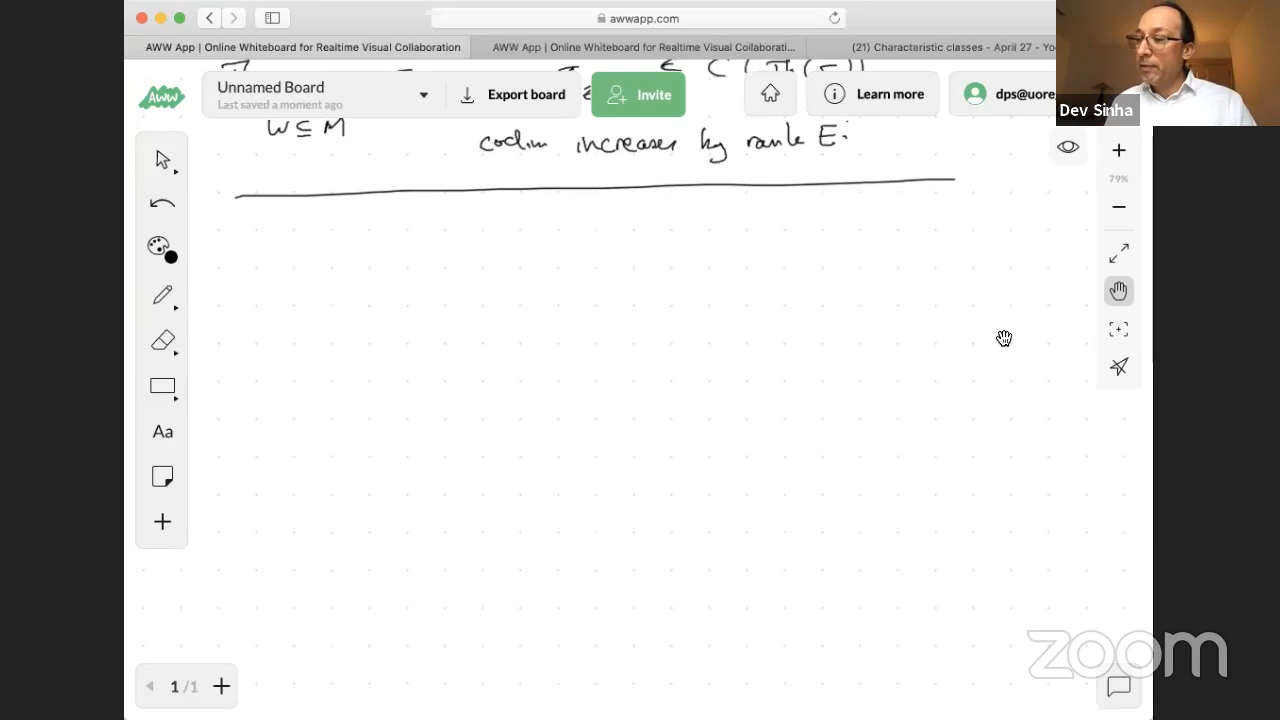 awwapp.com
AWW App | Online Whiteboard for Realtime Visual Collaboration
AWW App | Online Whiteboard for Realtime Visual Collaborati...
(21) Characteristic classes - April 27 - Yo
AWW
Unnamed Board
Last saved a moment ago
Export board
Invite
Learn more
dps@uore
Dev Sinha
W ⊆ M
codim increases by rank E.
79%
Aa
1 / 1
zoom